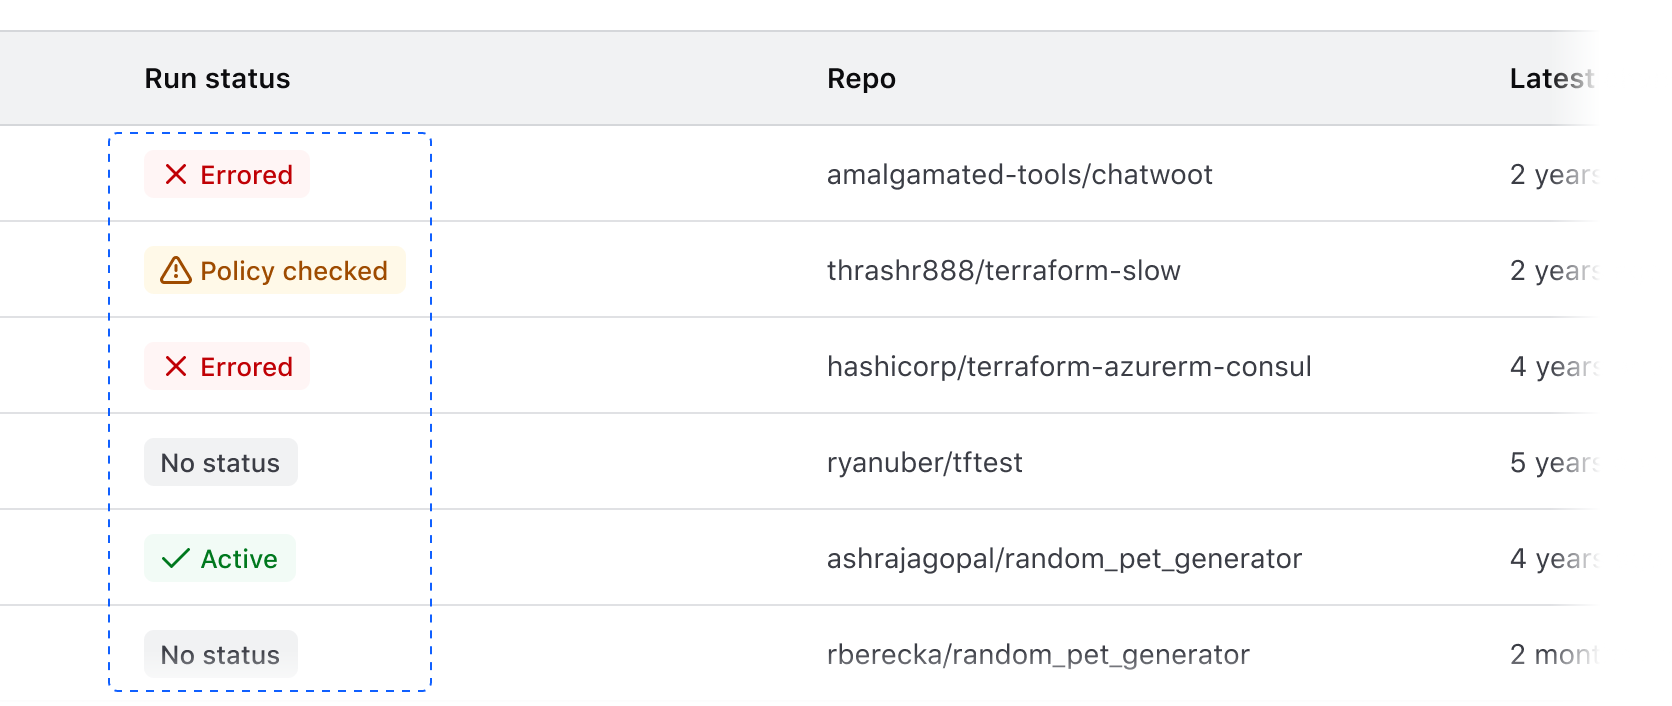 Run status Repo Latest
Errored amalgamated-tools/chatwoot 2 years
Policy checked thrashr888/terraform-slow 2 years
Errored hashicorp/terraform-azurerm-consul 4 years
No status ryanuber/tftest 5 years
Active ashrajagopal/random_pet_generator 4 years
No status rberecka/random_pet_generator 2 mont